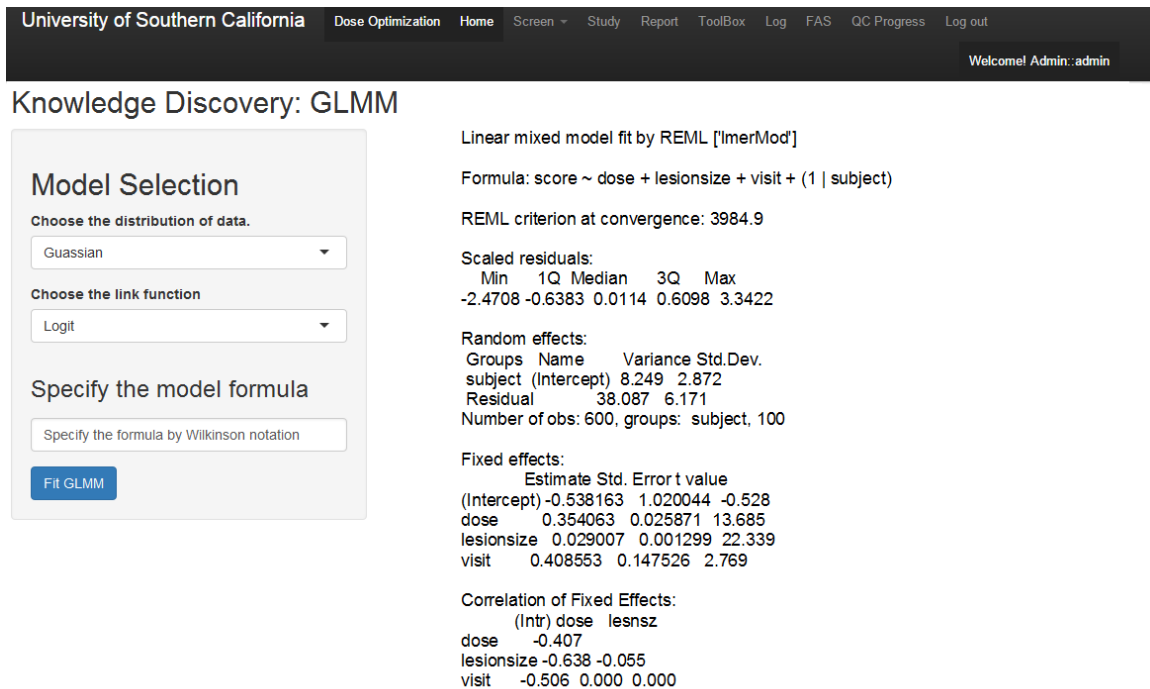 University of Southern California Dose Optimization Home Screen Study Report ToolBox Log FAS QC Progress Log out
Welcome! Admin::admin
Knowledge Discovery: GLMM
Model Selection
Choose the distribution of data.
Guassian
Choose the link function
Logit
Specify the model formula
Specify the formula by Wilkinson notation
Fit GLMM
Linear mixed model fit by REML ['lmerMod']
Formula: score ~ dose + lesionsize + visit + (1 | subject)
REML criterion at convergence: 3984.9
Scaled residuals:
Min 1Q Median 3Q Max
-2.4708 -0.6383 0.0114 0.6098 3.3422
Random effects:
Groups Name Variance Std.Dev.
subject (Intercept) 8.249 2.872
Residual 38.087 6.171
Number of obs: 600, groups: subject, 100
Fixed effects:
Estimate Std. Error t value
(Intercept) -0.538163 1.020044 -0.528
dose 0.354063 0.025871 13.685
lesionsize 0.029007 0.001299 22.339
visit 0.408553 0.147526 2.769
Correlation of Fixed Effects:
(Intr) dose lesnsz
dose -0.407
lesionsize -0.638 -0.055
visit -0.506 0.000 0.000